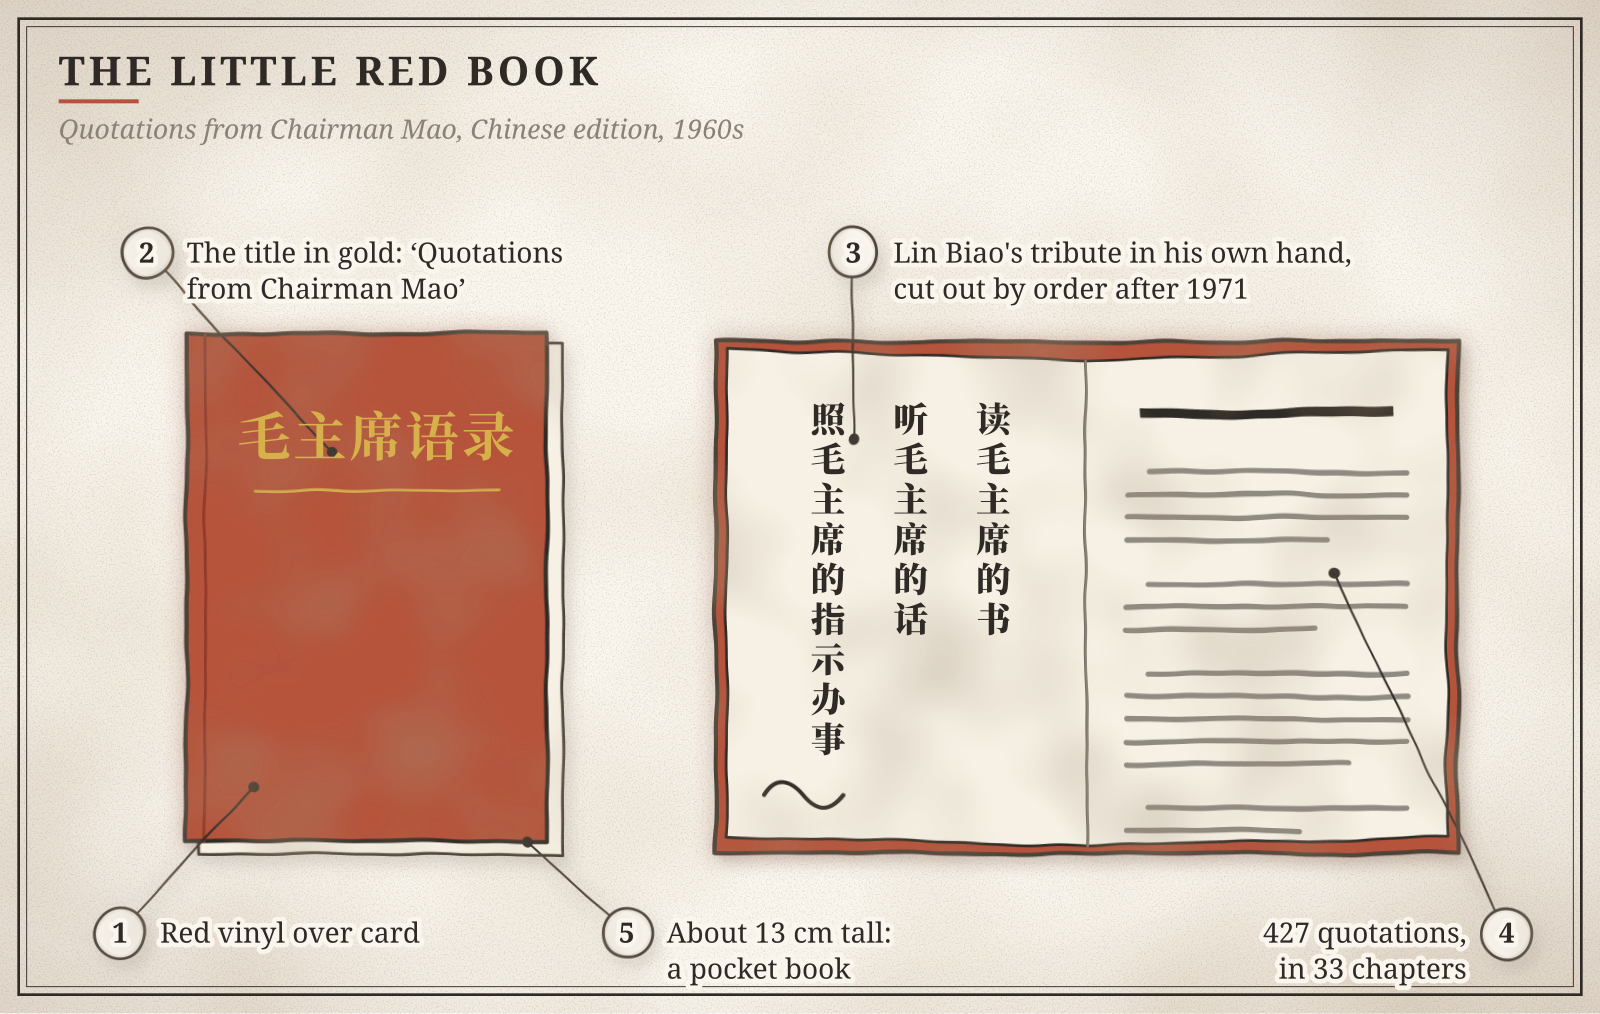 THE LITTLE RED BOOK
Quotations from Chairman Mao, Chinese edition, 1960s
2
The title in gold: ‘Quotations
from Chairman Mao’
3
Lin Biao's tribute in his own hand,
cut out by order after 1971
毛主席语录
读毛主席的书
听毛主席的话
照毛主席的指示办事
1
Red vinyl over card
5
About 13 cm tall:
a pocket book
427 quotations,
in 33 chapters
4